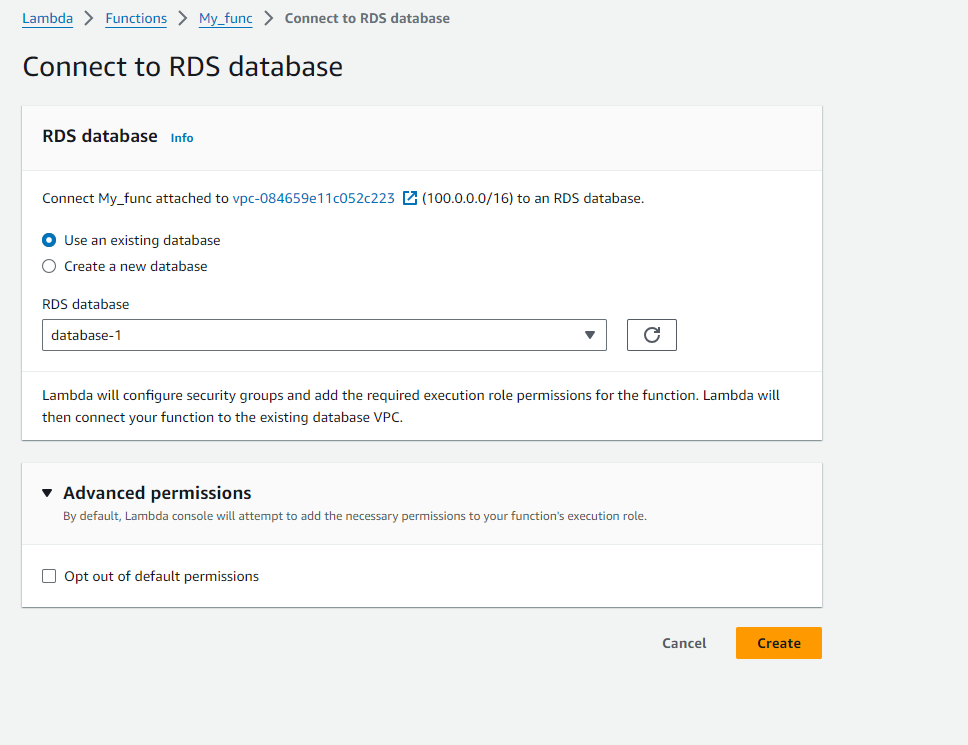 Lambda > Functions > My_func > Connect to RDS database
Connect to RDS database
RDS database Info
Connect My_func attached to vpc-084659e11c052c223 (100.0.0.0/16) to an RDS database.
Use an existing database
Create a new database
RDS database
database-1
Lambda will configure security groups and add the required execution role permissions for the function. Lambda will
then connect your function to the existing database VPC.
Advanced permissions
By default, Lambda console will attempt to add the necessary permissions to your function's execution role.
Opt out of default permissions
Cancel Create